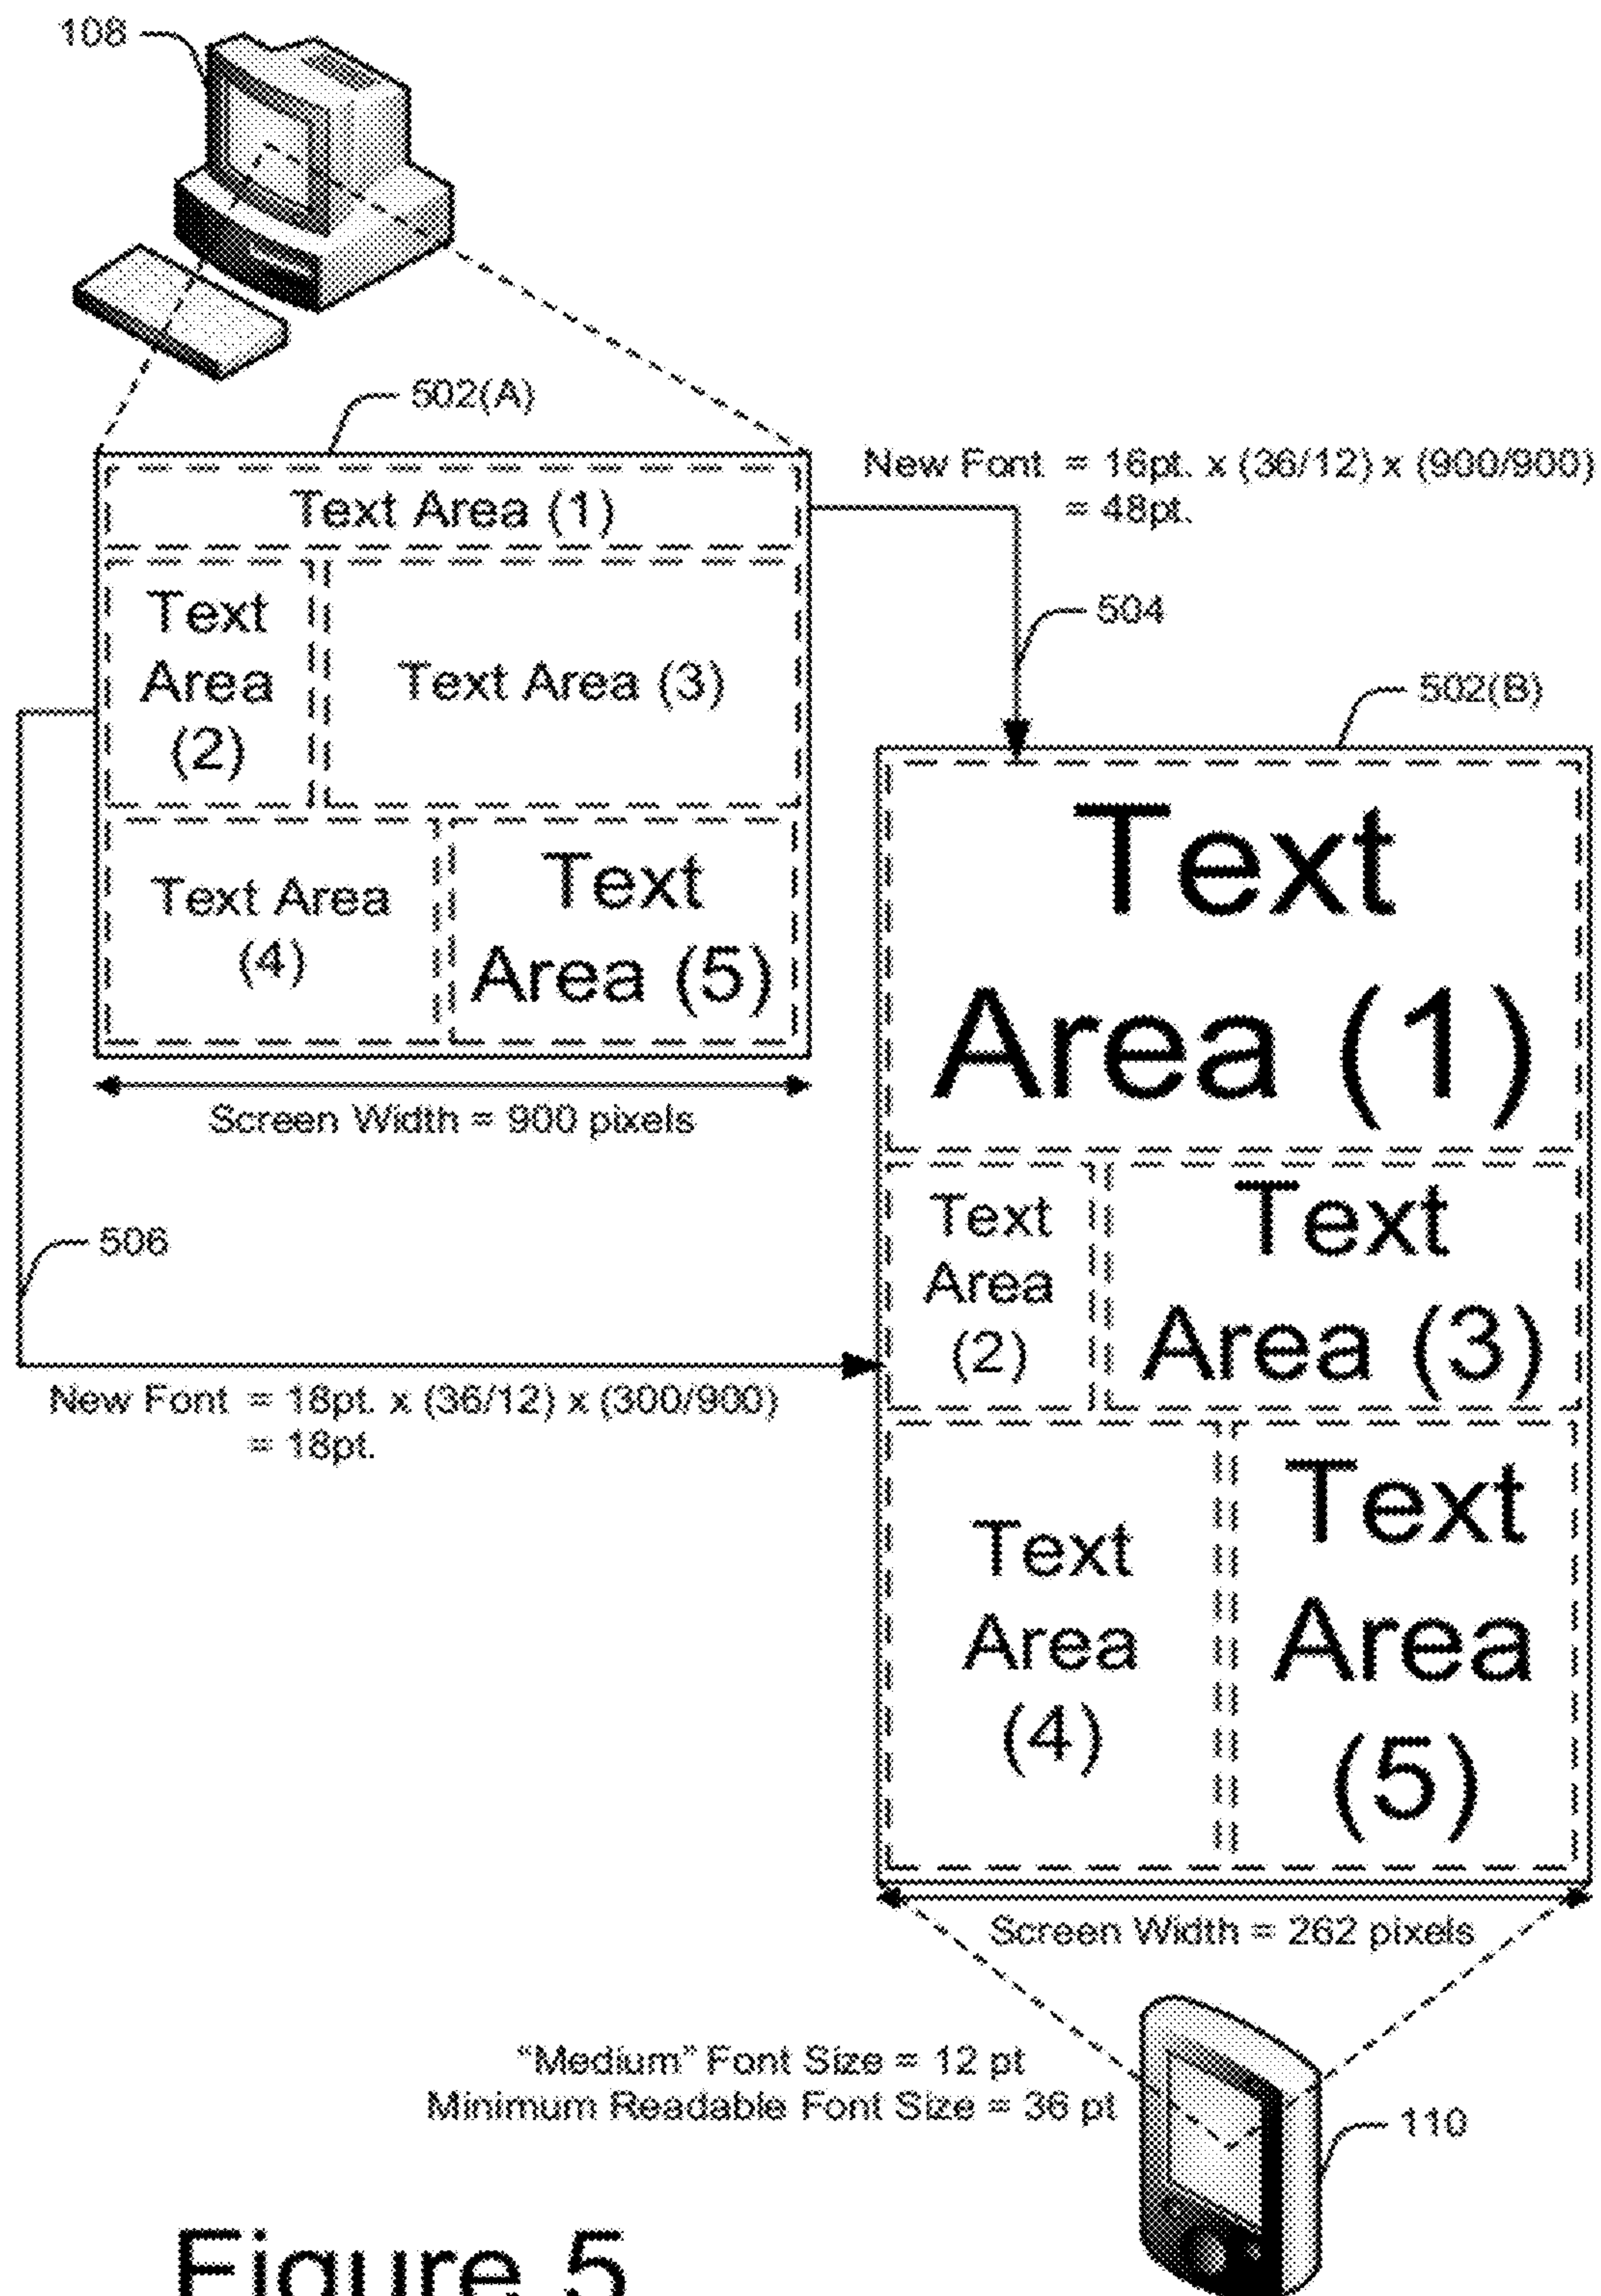 108
502(A)
New Font = 16pt. x (36/12) x (900/900)
= 48pt.
Text Area (1)
504
Text
Area
(2)
Text Area (3)
502(B)
Text Area
(4)
Text
Area (5)
Screen Width = 900 pixels
Text
Area (1)
506
Text
Area
(2)
Text
Area (3)
New Font = 18pt. x (36/12) x (300/900)
= 18pt.
Text
Area
(4)
Text
Area
(5)
Screen Width = 262 pixels
“Medium” Font Size = 12 pt
Minimum Readable Font Size = 36 pt
110
Figure 5